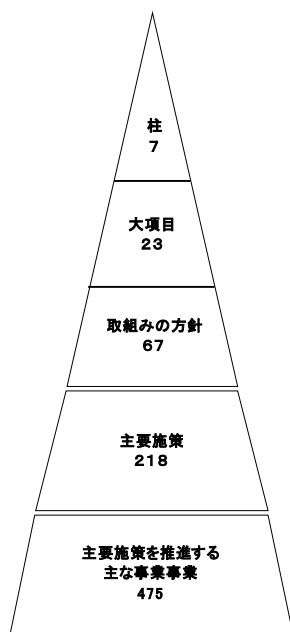 柱
7
大項目
23
取組みの方針
67
主要施策
218
主要施策を推進する
主な事業事業
475